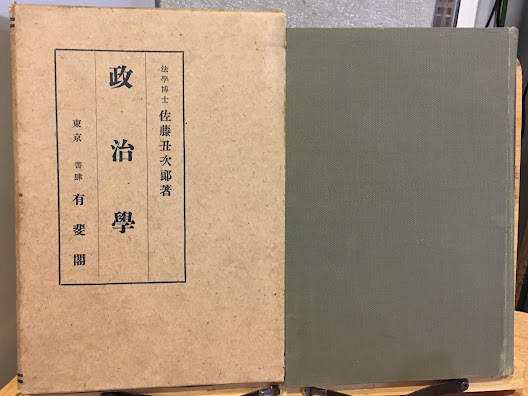 法學博士 佐藤丑次郎著
政治學
東京 書肆 有斐閣